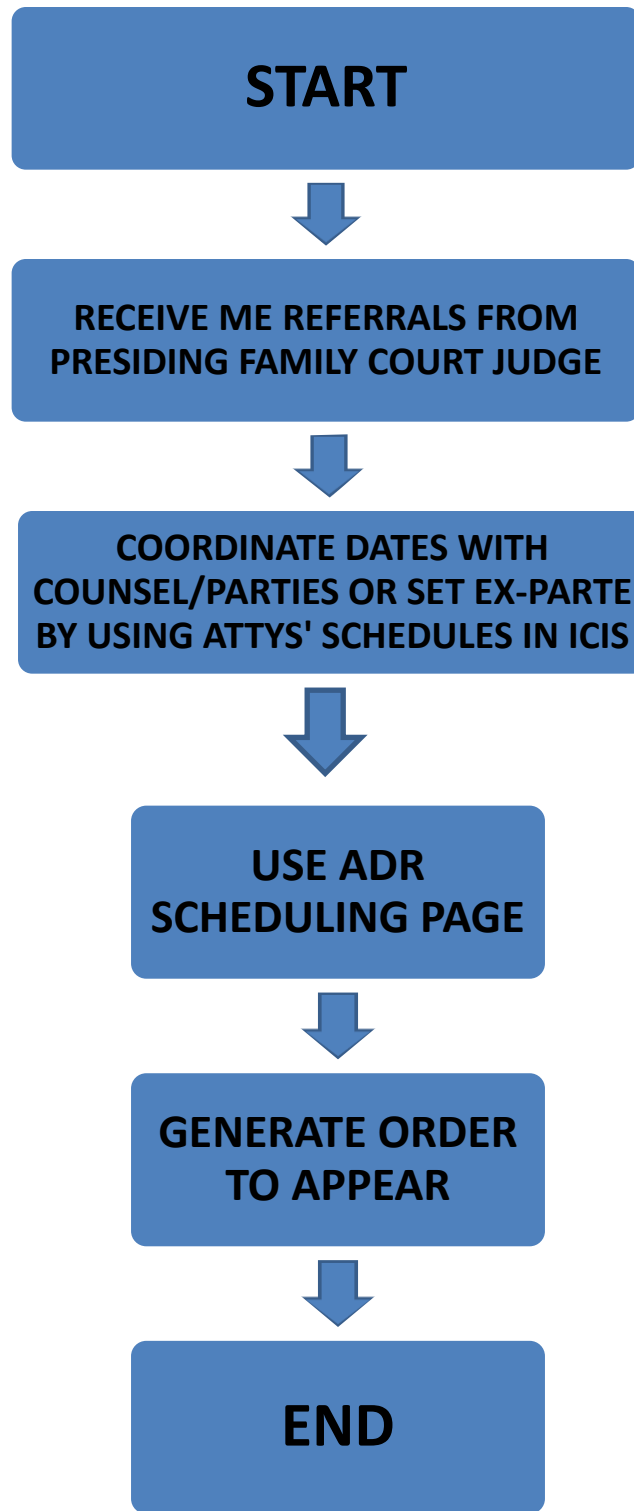 START
RECEIVE ME REFERRALS FROM
PRESIDING FAMILY COURT JUDGE
COORDINATE DATES WITH
COUNSEL/PARTIES OR SET EX-PARTE
BY USING ATTYS' SCHEDULES IN ICIS
USE ADR
SCHEDULING PAGE
GENERATE ORDER
TO APPEAR
END